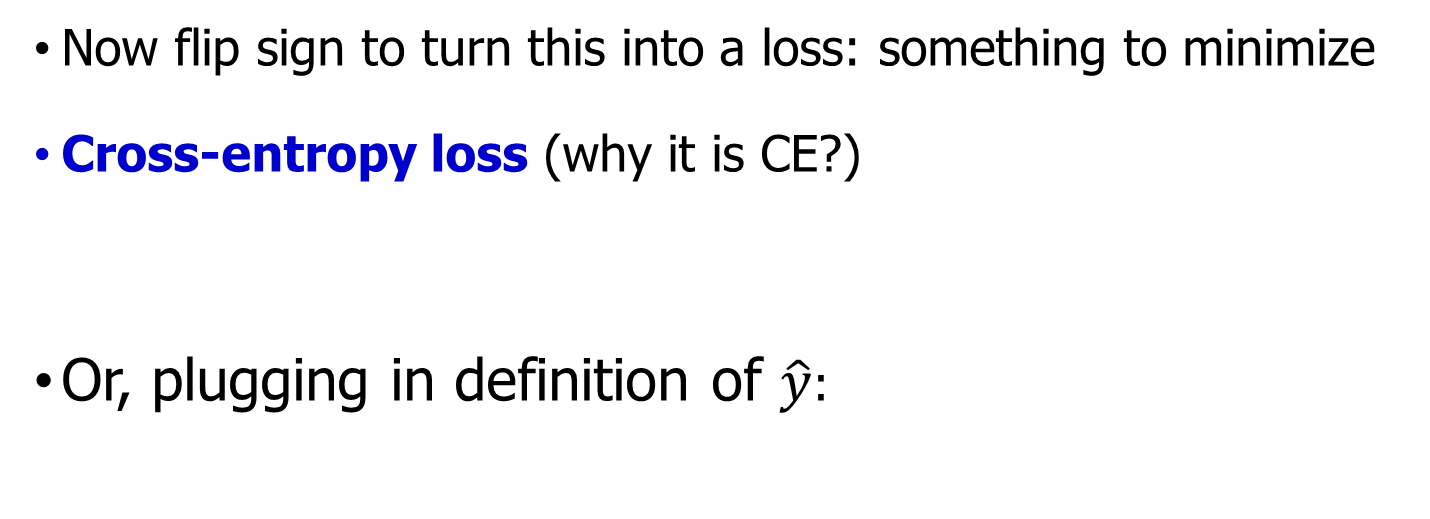 • Now flip sign to turn this into a loss: something to minimize
• Cross-entropy loss (why it is CE?)
• Or, plugging in definition of ŷ: